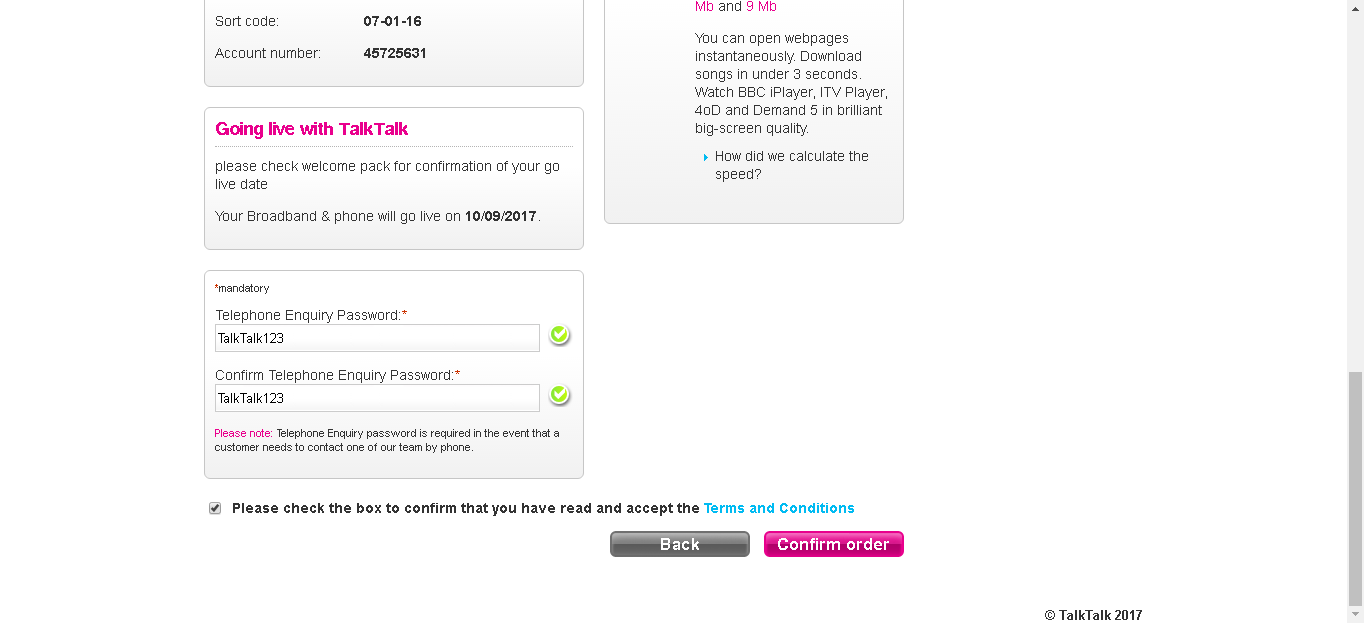 Sort code: 07-01-16
Account number: 45725631
Going live with TalkTalk
please check welcome pack for confirmation of your go
live date
Your Broadband & phone will go live on 10/09/2017.
*mandatory
Telephone Enquiry Password:*
TalkTalk123
Confirm Telephone Enquiry Password:*
TalkTalk123
Please note: Telephone Enquiry password is required in the event that a
customer needs to contact one of our team by phone.
Mb and 9 Mb
You can open webpages
instantaneously. Download
songs in under 3 seconds.
Watch BBC iPlayer, ITV Player,
4oD and Demand 5 in brilliant
big-screen quality.
How did we calculate the
speed?
Please check the box to confirm that you have read and accept the Terms and Conditions
Back Confirm order
© TalkTalk 2017